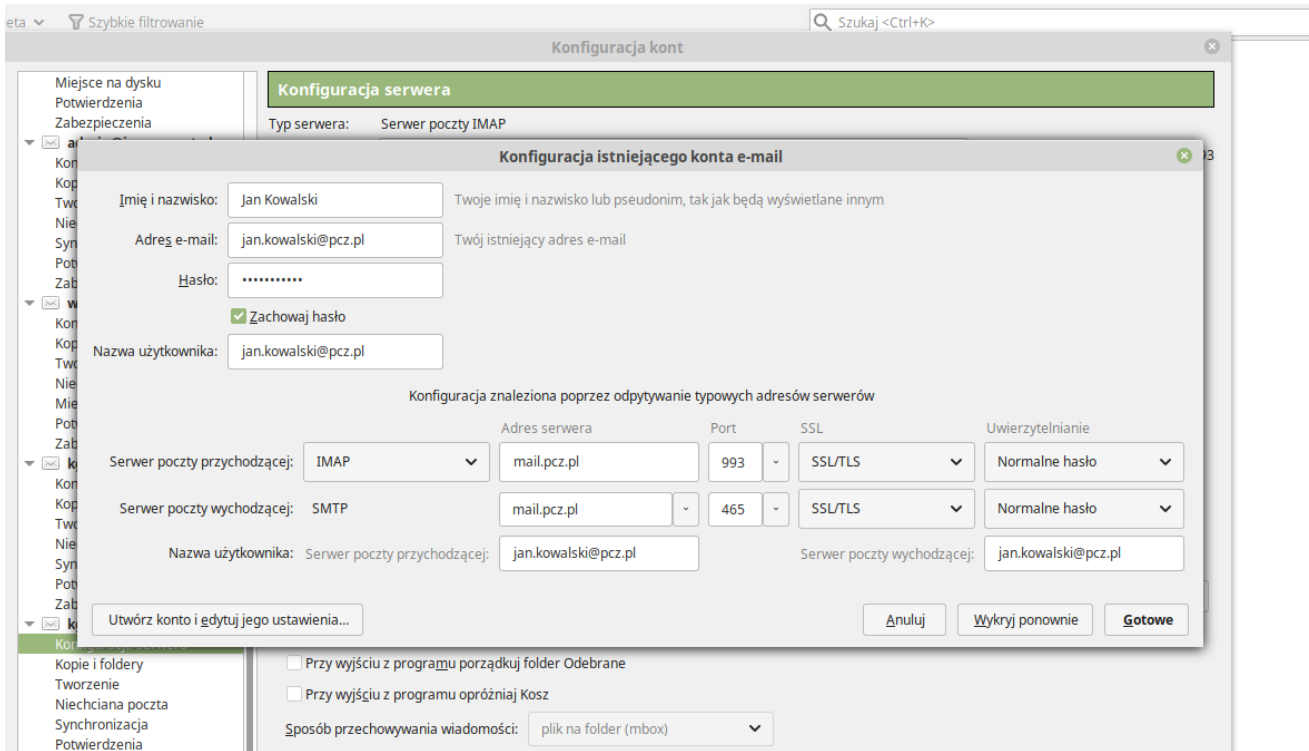 eta Szybkie filtrowanie Szukaj <Ctrl+K>
Konfiguracja kont
Miejsce na dysku
Potwierdzenia
Zabezpieczenia
Konfiguracja serwera
Typ serwera: Serwer poczty IMAP
Konfiguracja istniejącego konta e-mail
Imię i nazwisko: Jan Kowalski Twoje imię i nazwisko lub pseudonim, tak jak będą wyświetlane innym
Adres e-mail: jan.kowalski@pcz.pl Twój istniejący adres e-mail
Hasło: •••••••••••
Zachowaj hasło
Nazwa użytkownika: jan.kowalski@pcz.pl
Konfiguracja znaleziona poprzez odpytywanie typowych adresów serwerów
Adres serwera Port SSL Uwierzytelnianie
Serwer poczty przychodzącej: IMAP mail.pcz.pl 993 SSL/TLS Normalne hasło
Serwer poczty wychodzącej: SMTP mail.pcz.pl 465 SSL/TLS Normalne hasło
Nazwa użytkownika: Serwer poczty przychodzącej: jan.kowalski@pcz.pl Serwer poczty wychodzącej: jan.kowalski@pcz.pl
Utwórz konto i edytuj jego ustawienia... Anuluj Wykryj ponownie Gotowe
Kopie i foldery
Tworzenie
Niechciana poczta
Synchronizacja
Potwierdzenia
Przy wyjściu z programu porządkuj folder Odebrane
Przy wyjściu z programu opróżniaj Kosz
Sposób przechowywania wiadomości: plik na folder (mbox)